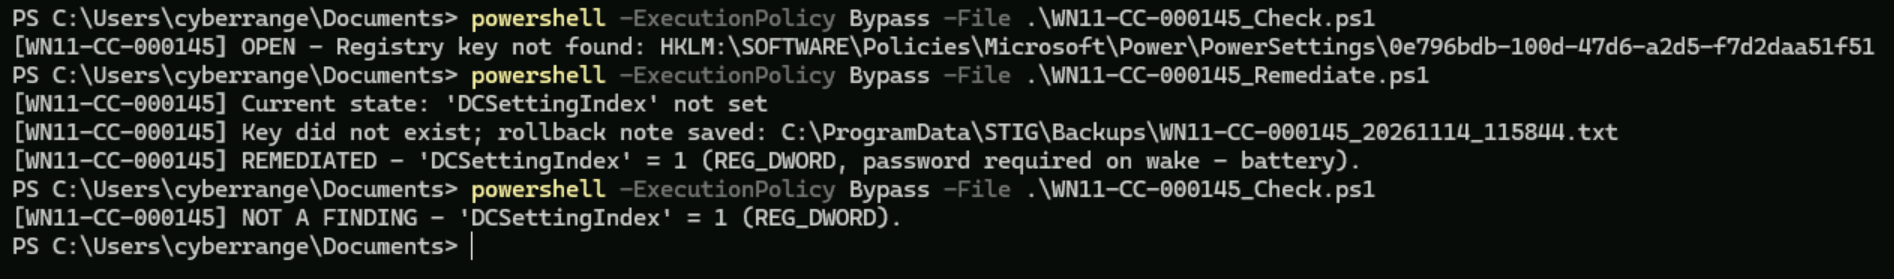 PS C:\Users\cyberrange\Documents> powershell -ExecutionPolicy Bypass -File .\WN11-CC-000145_Check.ps1
[WN11-CC-000145] OPEN - Registry key not found: HKLM:\SOFTWARE\Policies\Microsoft\Power\PowerSettings\0e796bdb-100d-47d6-a2d5-f7d2daa51f51
PS C:\Users\cyberrange\Documents> powershell -ExecutionPolicy Bypass -File .\WN11-CC-000145_Remediate.ps1
[WN11-CC-000145] Current state: 'DCSettingIndex' not set
[WN11-CC-000145] Key did not exist; rollback note saved: C:\ProgramData\STIG\Backups\WN11-CC-000145_20261114_115844.txt
[WN11-CC-000145] REMEDIATED - 'DCSettingIndex' = 1 (REG_DWORD, password required on wake - battery).
PS C:\Users\cyberrange\Documents> powershell -ExecutionPolicy Bypass -File .\WN11-CC-000145_Check.ps1
[WN11-CC-000145] NOT A FINDING - 'DCSettingIndex' = 1 (REG_DWORD).
PS C:\Users\cyberrange\Documents>